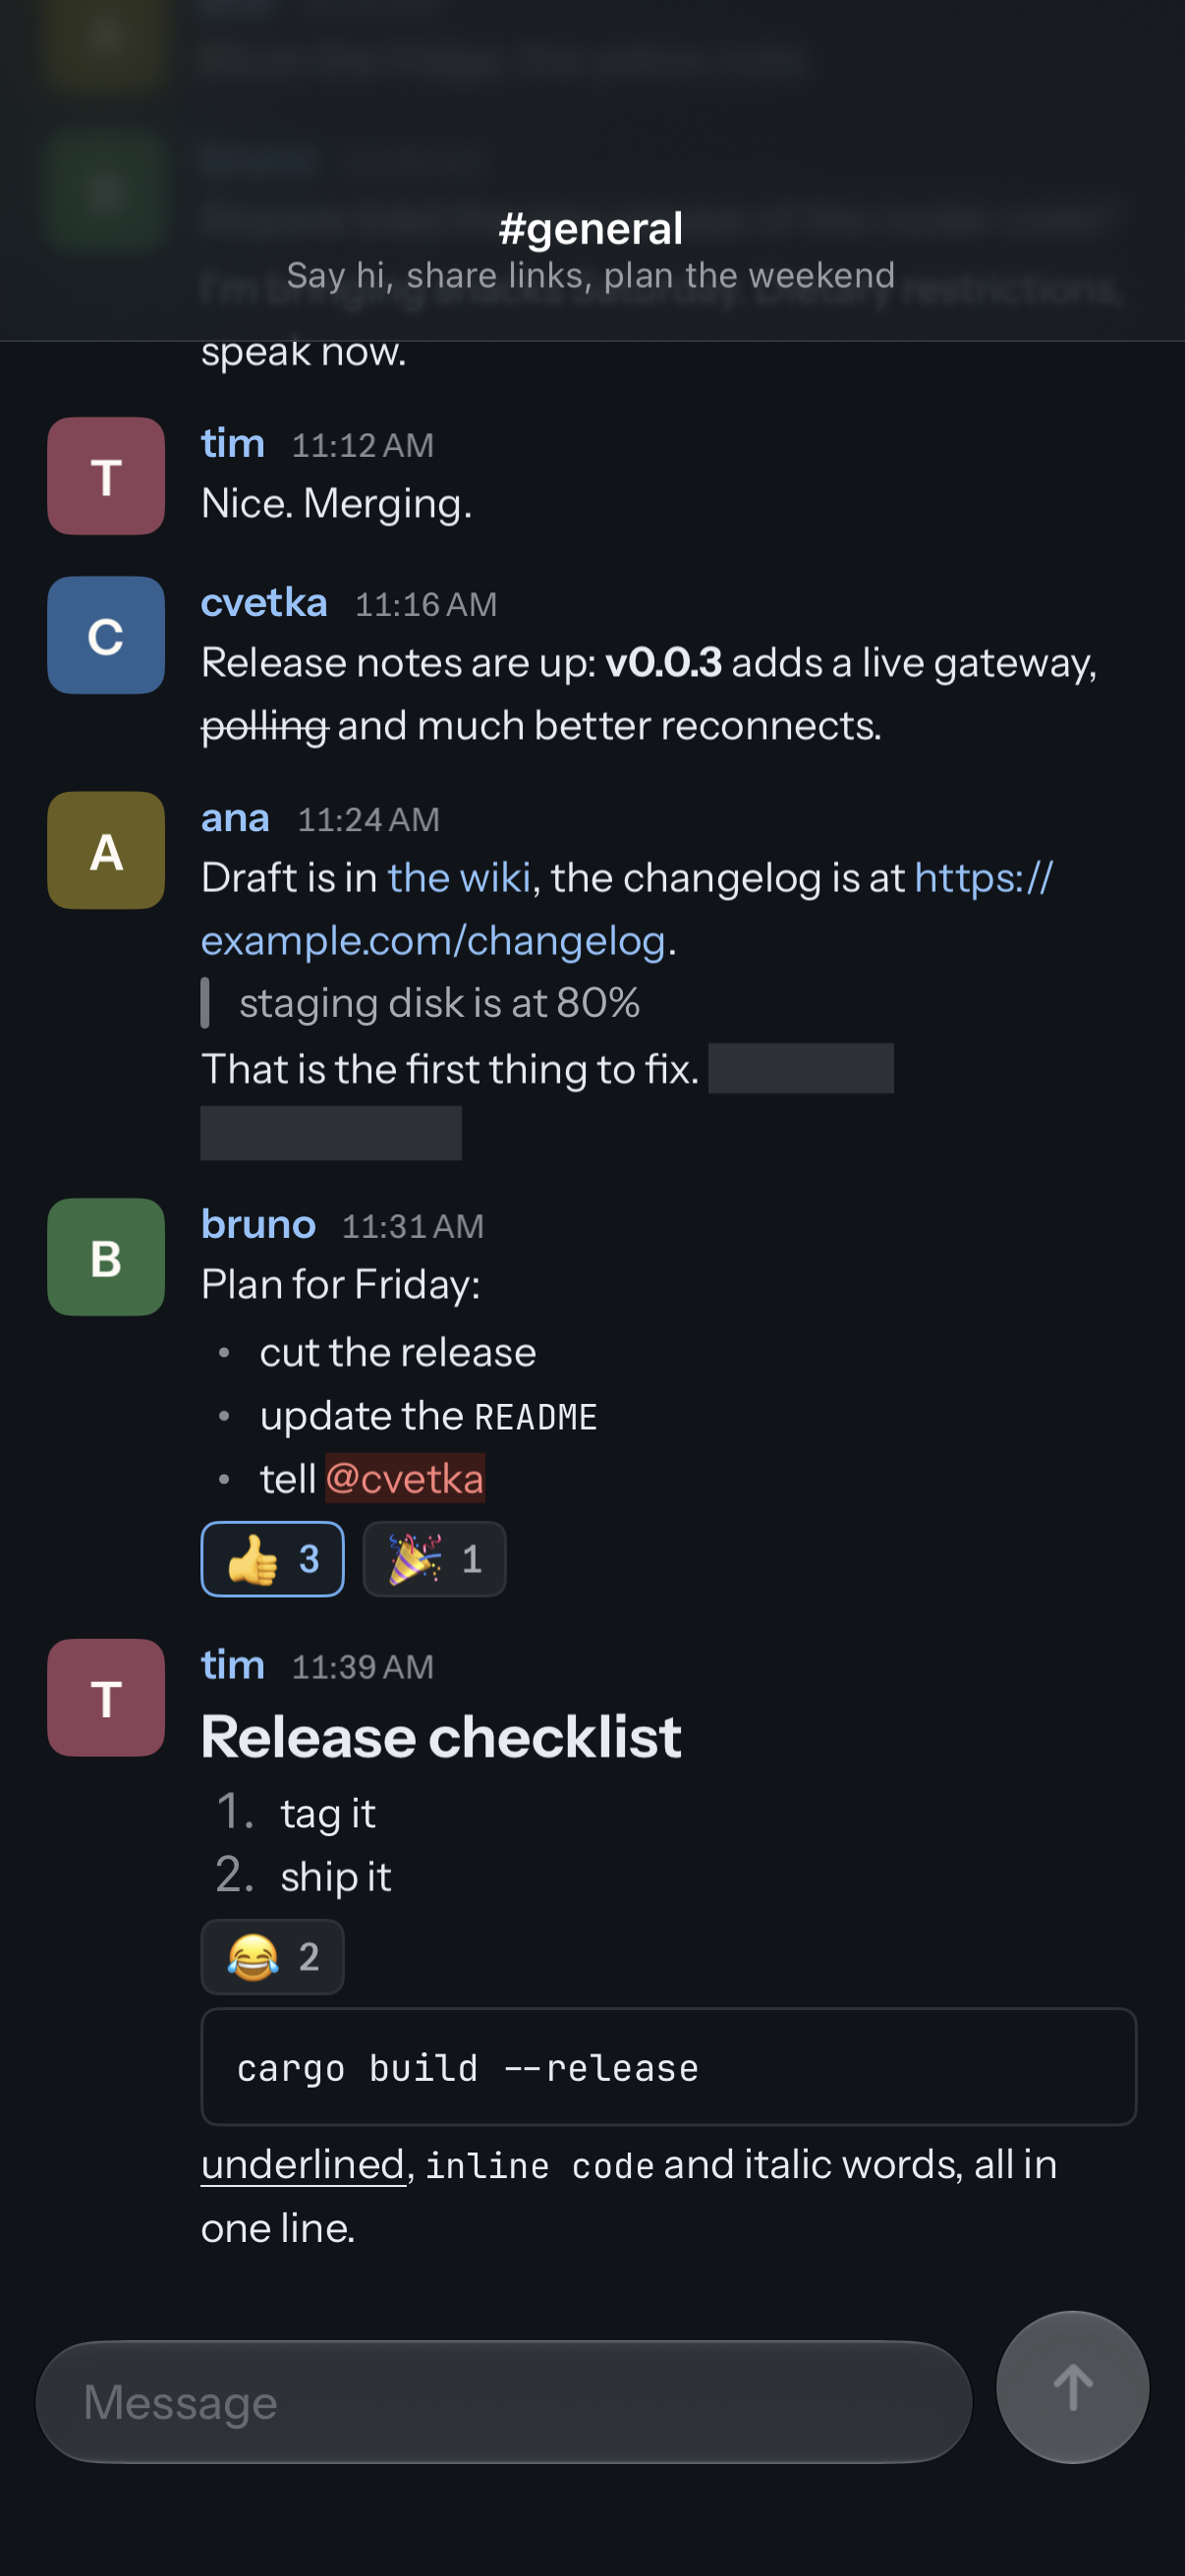 #general
Say hi, share links, plan the weekend
I'm bringing snacks Saturday. Dietary restrictions,
speak now.
T
tim 11:12 AM
Nice. Merging.
C
cvetka 11:16 AM
Release notes are up: v0.0.3 adds a live gateway,
polling and much better reconnects.
A
ana 11:24 AM
Draft is in the wiki, the changelog is at https://
example.com/changelog.
staging disk is at 80%
That is the first thing to fix.
B
bruno 11:31 AM
Plan for Friday:
• cut the release
• update the README
• tell @cvetka
👍 3 🎉 1
T
tim 11:39 AM
Release checklist
1. tag it
2. ship it
😂 2
cargo build --release
underlined, inline code and italic words, all in
one line.
Message